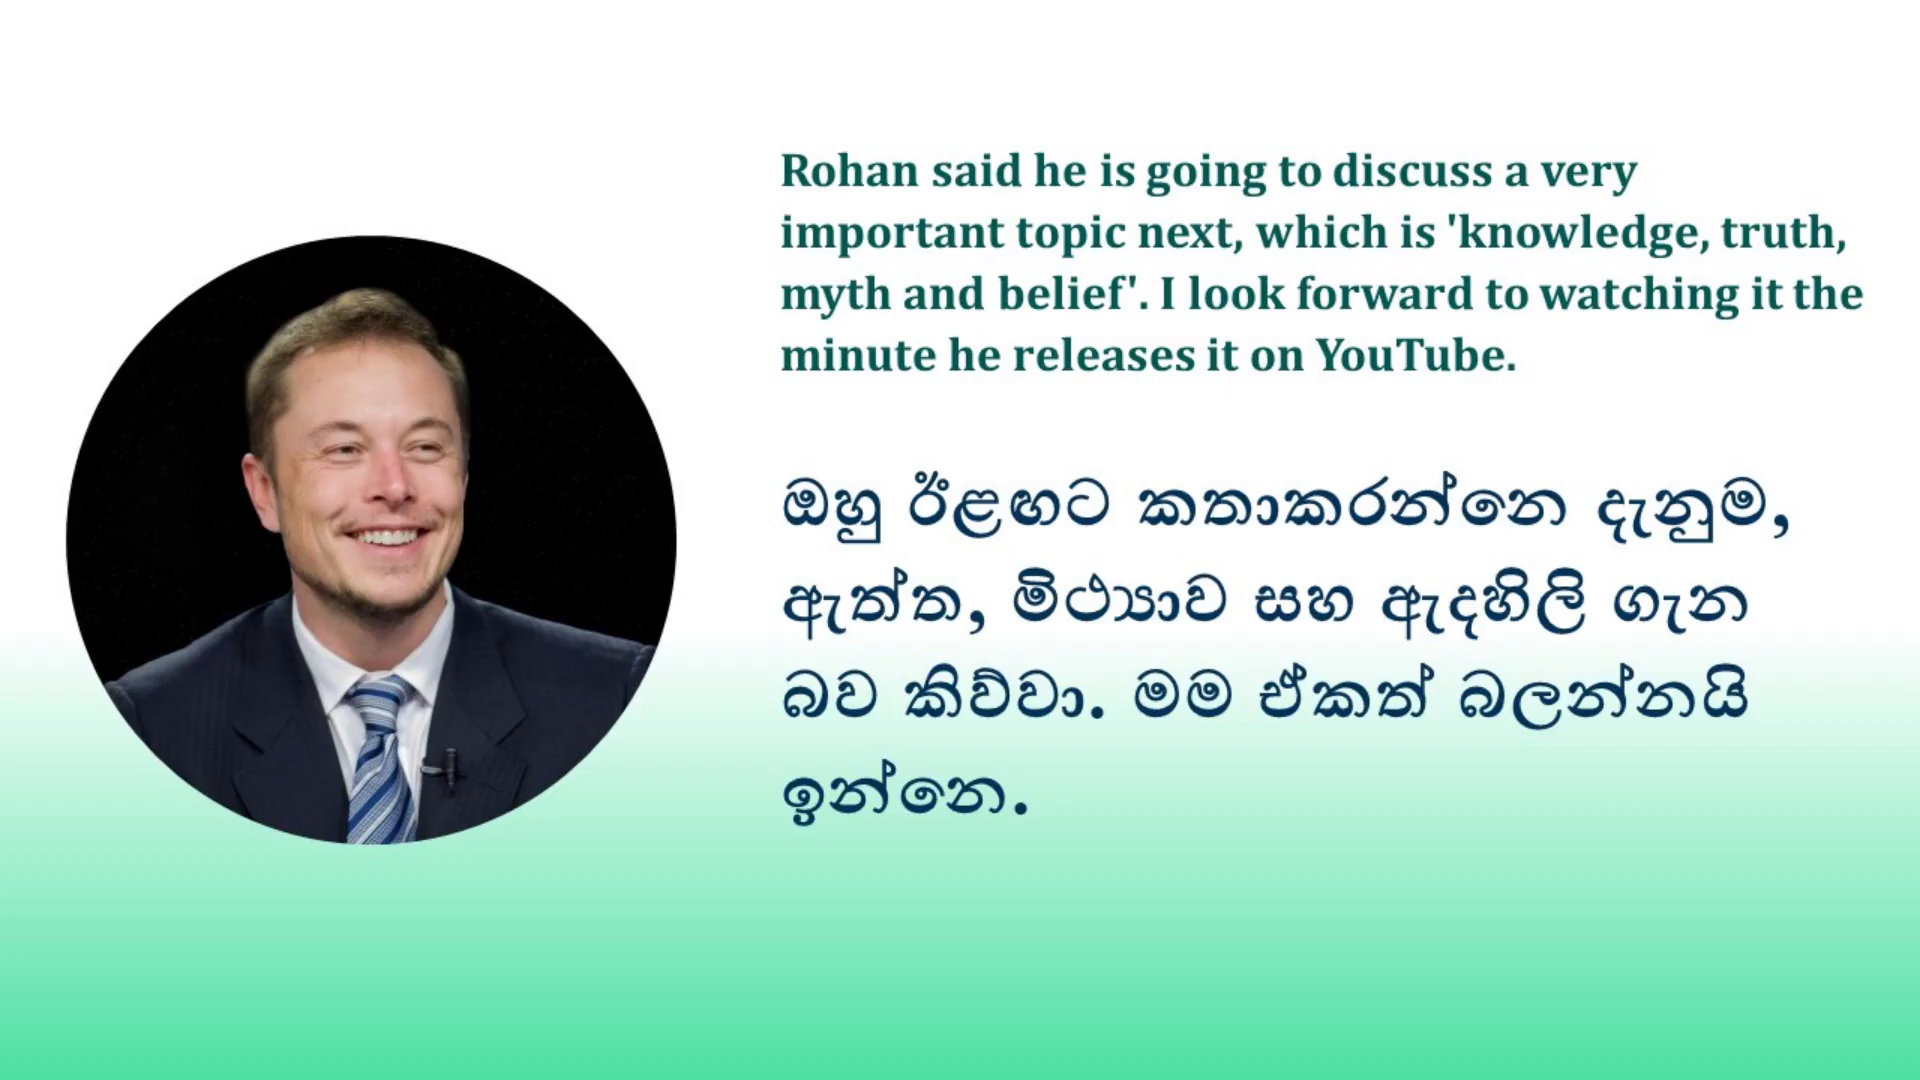 Rohan said he is going to discuss a very
important topic next, which is 'knowledge, truth,
myth and belief'. I look forward to watching it the
minute he releases it on YouTube.
ඔහු ඊළඟට කතාකරන්නෙ දැනුම,
ඇත්ත, මිථ්‍යාව සහ ඇදහිලි ගැන
බව කිව්වා. මම ඒකත් බලන්නයි
ඉන්නෙ.